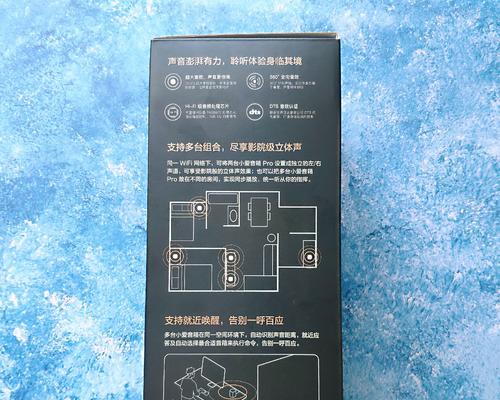 声音澎湃有力，聆听体验身临其境
超大音腔，声音更惊艳
360° 全向音效
Hi-Fi 级音频处理芯片
dts
DTS 音效认证
支持多台组合，尽享影院级立体声
同一 WiFi 网络下，可将两台小爱音箱 Pro 设置成独立的左/右
声道，可享受影院般的立体声效果；也可以把多台小爱音箱
Pro 放在不同的房间，实现同步播放，统一听从你的指挥。
支持就近唤醒，告别一呼百应
多台小爱音箱在同一空间环境下，自动识别声音距离，就近应
答及自动选择最合适音箱来执行命令，告别一呼百应。